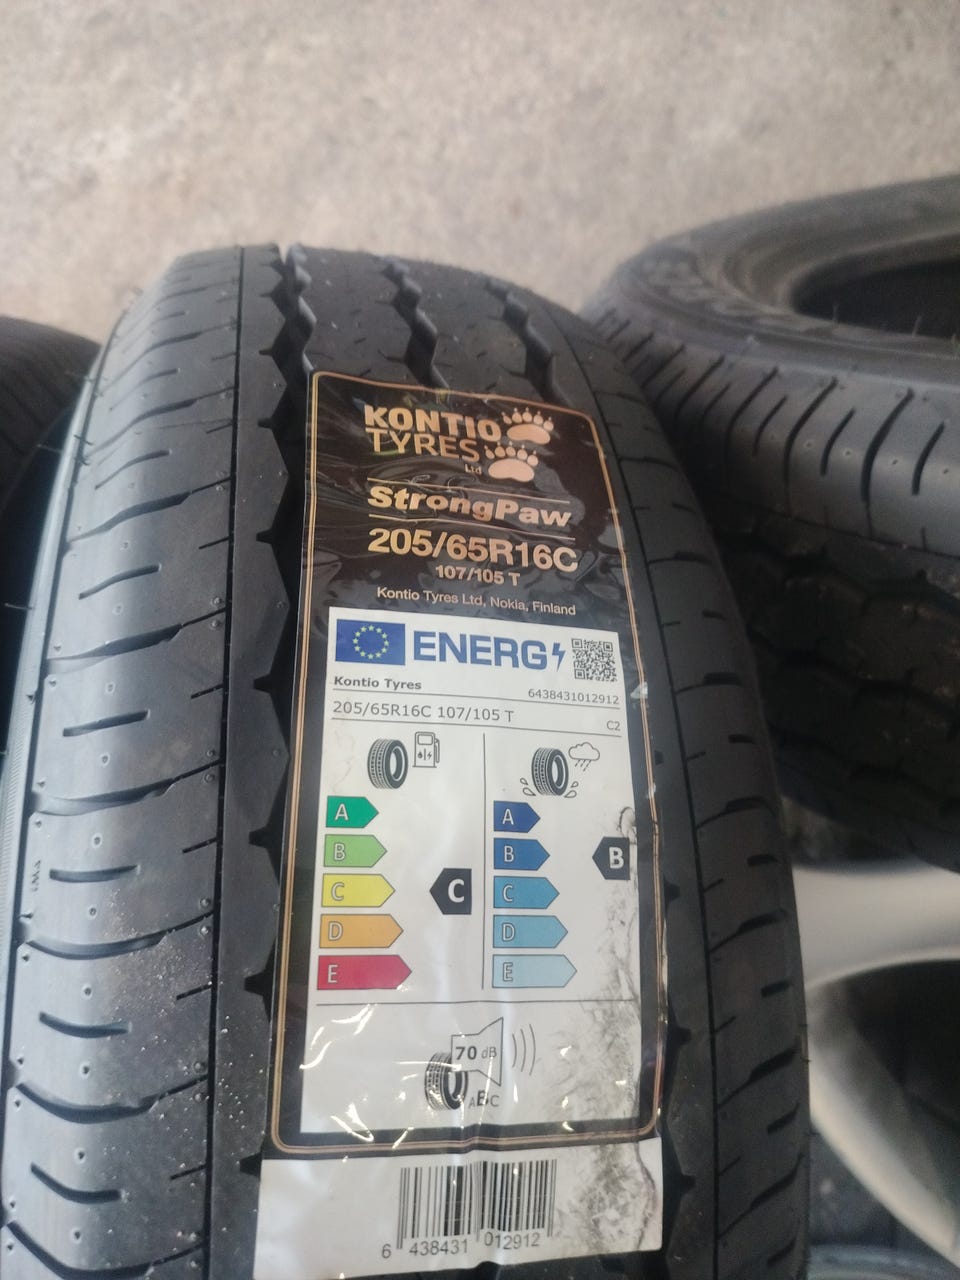 KONTIO
TYRES
Ltd
StrongPaw
205/65R16C
107/105 T
Kontio Tyres Ltd, Nokia, Finland
ENERG
Kontio Tyres
6438431012912
205/65R16C 107/105 T
C2
A
B
C
D
E
C
A
B
C
D
E
B
70 dB
ABC
6 438431 012912
TWI